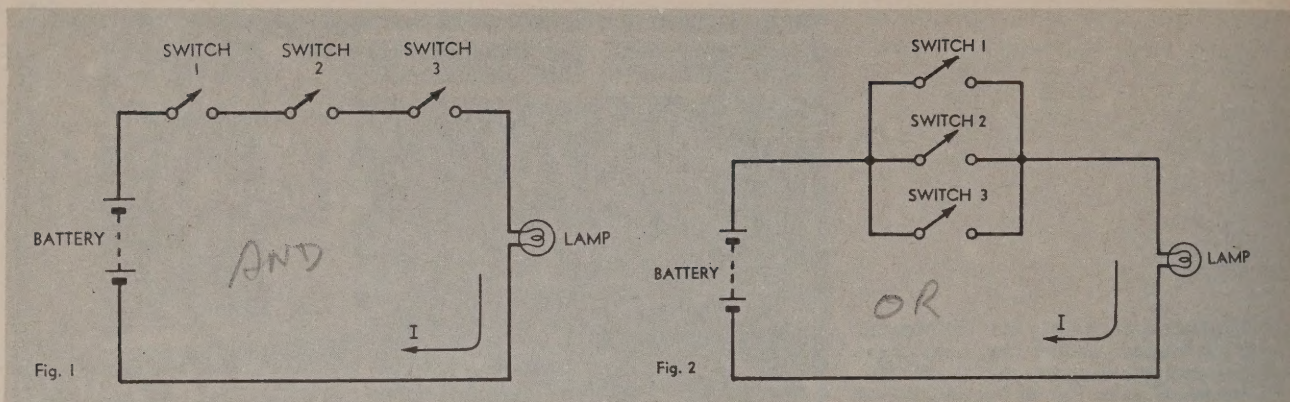 SWITCH
1
SWITCH
2
SWITCH
3
BATTERY
LAMP
AND
I
Fig. 1
SWITCH 1
SWITCH 2
SWITCH 3
BATTERY
LAMP
OR
I
Fig. 2